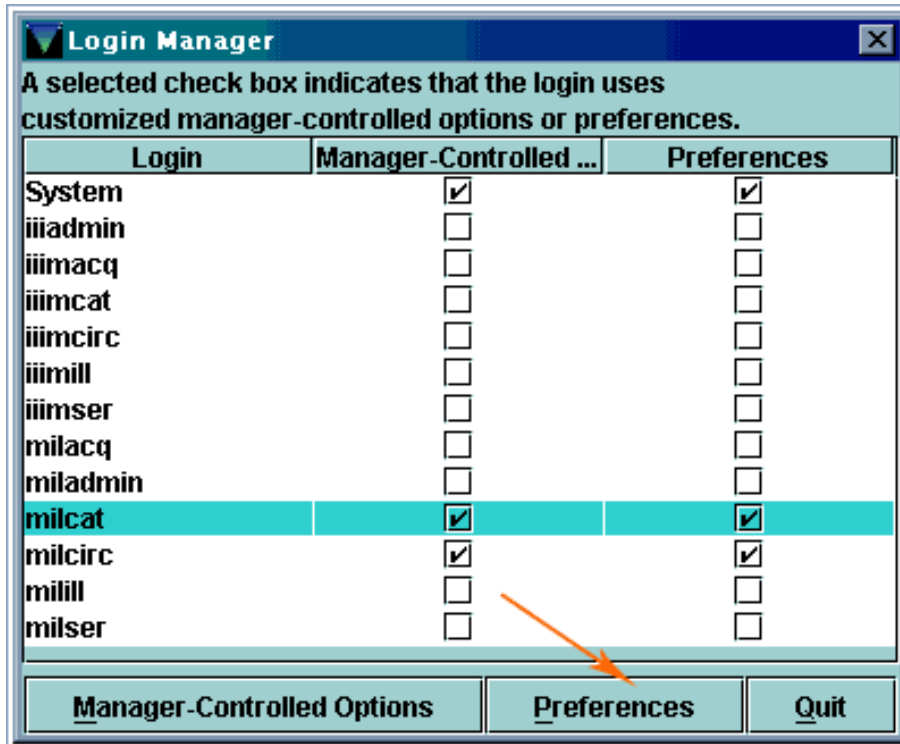 Login Manager
A selected check box indicates that the login uses
customized manager-controlled options or preferences.
Login Manager-Controlled ... Preferences
System
iiiadmin
iiimacq
iiimcat
iiimcirc
iiimill
iiimser
milacq
miladmin
milcat
milcirc
milill
milser
Manager-Controlled Options Preferences Quit